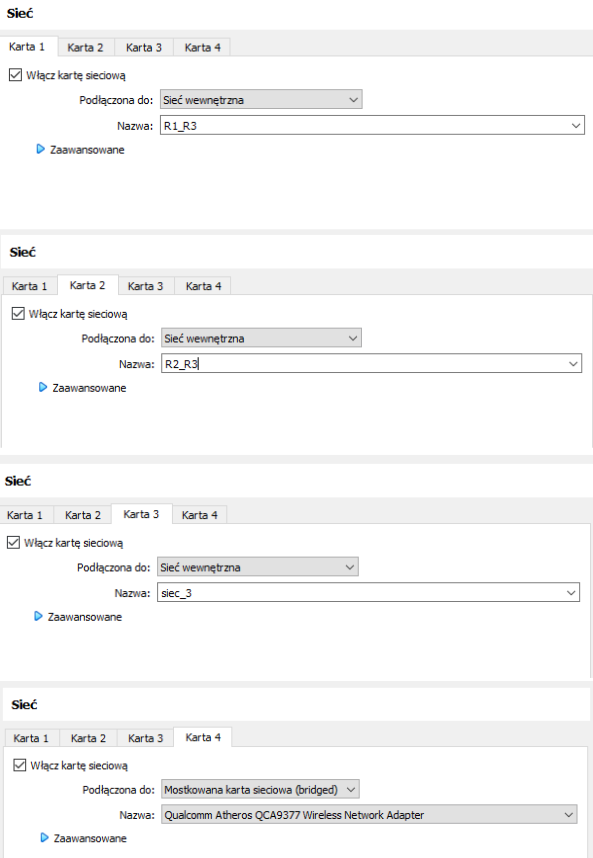 Sieć
Karta 1 Karta 2 Karta 3 Karta 4
Włącz kartę sieciową
Podłączona do: Sieć wewnętrzna
Nazwa: R1_R3
Zaawansowane
Sieć
Karta 1 Karta 2 Karta 3 Karta 4
Włącz kartę sieciową
Podłączona do: Sieć wewnętrzna
Nazwa: R2_R3
Zaawansowane
Sieć
Karta 1 Karta 2 Karta 3 Karta 4
Włącz kartę sieciową
Podłączona do: Sieć wewnętrzna
Nazwa: siec_3
Zaawansowane
Sieć
Karta 1 Karta 2 Karta 3 Karta 4
Włącz kartę sieciową
Podłączona do: Mostkowana karta sieciowa (bridged)
Nazwa: Qualcomm Atheros QCA9377 Wireless Network Adapter
Zaawansowane